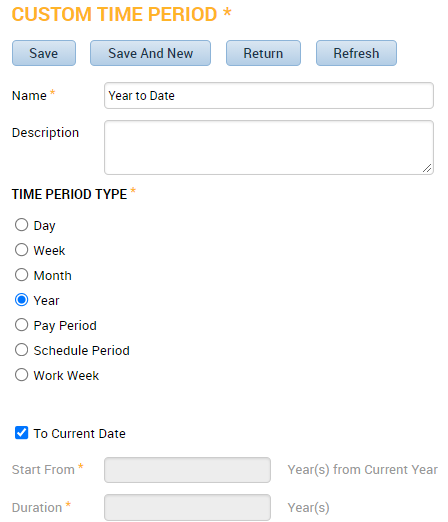 CUSTOM TIME PERIOD *
Save Save And New Return Refresh
Name * Year to Date
Description
TIME PERIOD TYPE *
Day
Week
Month
Year
Pay Period
Schedule Period
Work Week
To Current Date
Start From * Year(s) from Current Year
Duration * Year(s)